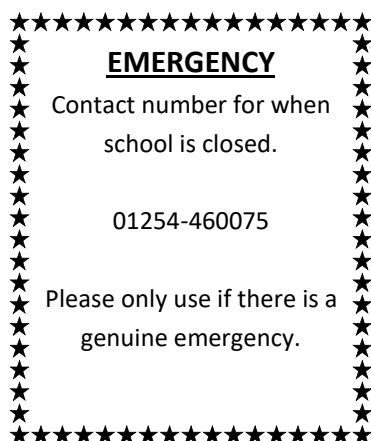 EMERGENCY
Contact number for when
school is closed.
01254-460075
Please only use if there is a
genuine emergency.